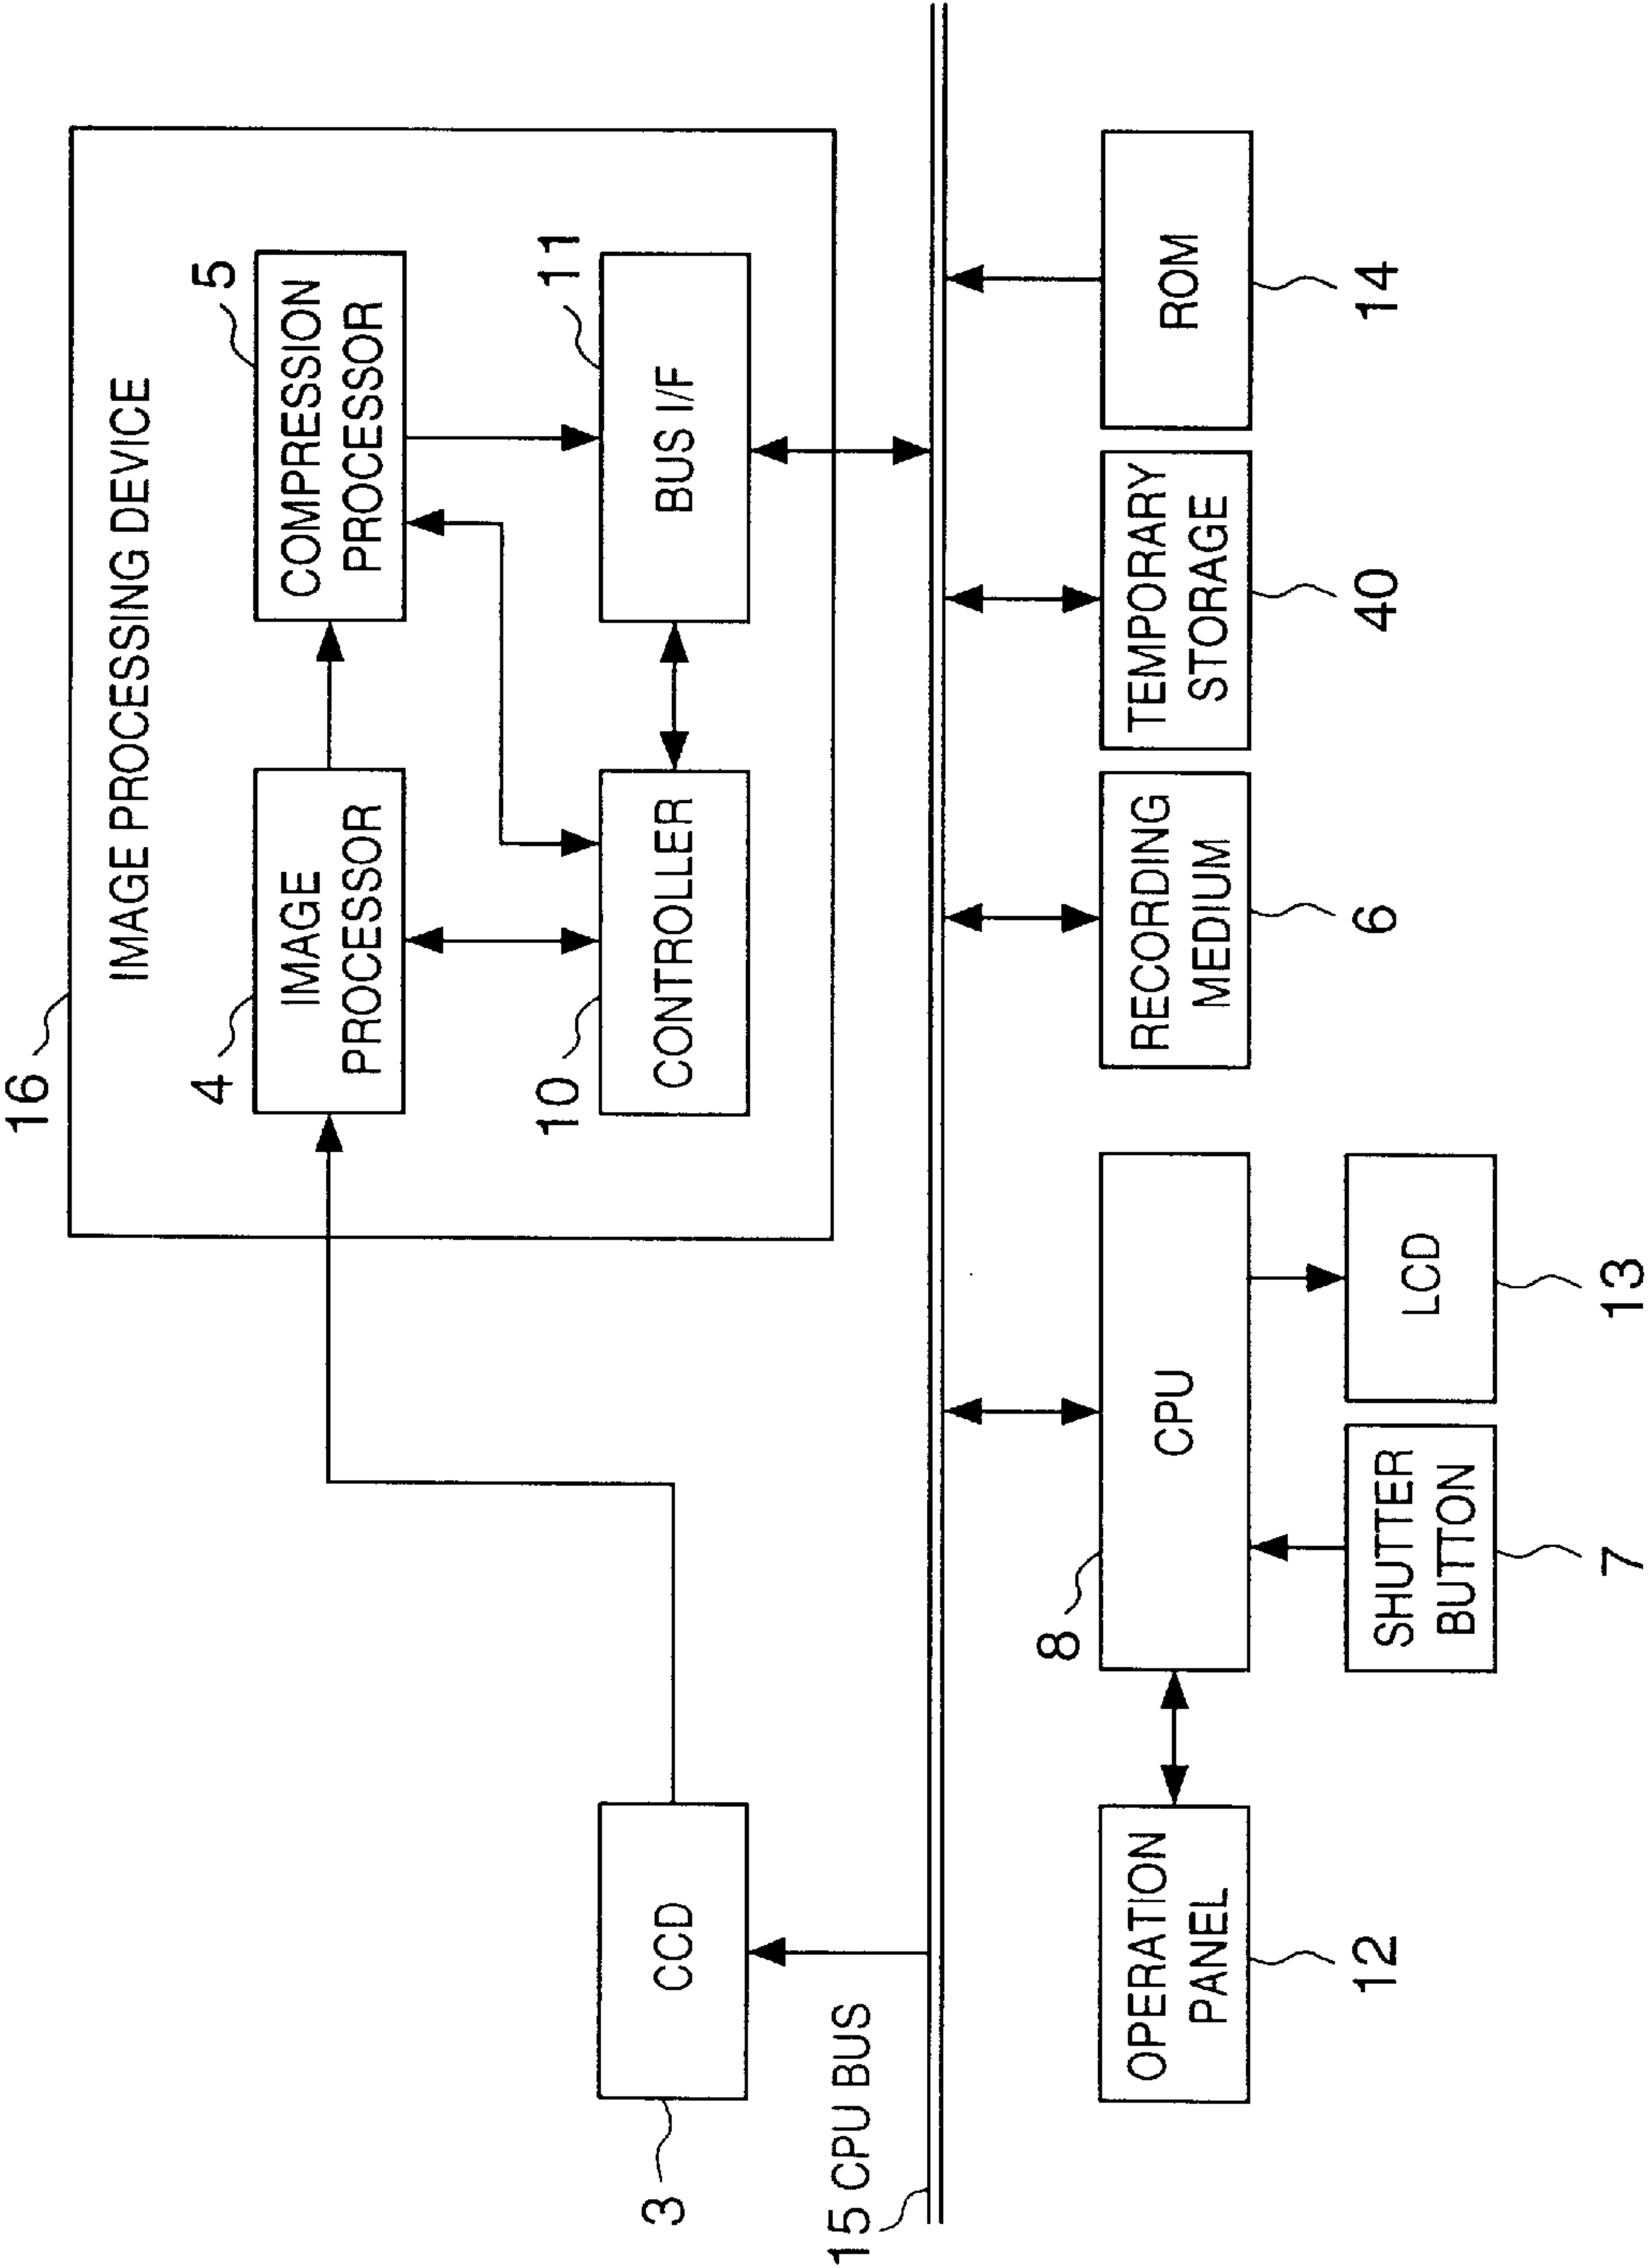 16
IMAGE PROCESSING DEVICE
4
IMAGE
PROCESSOR
5
COMPRESSION
PROCESSOR
10
CONTROLLER
11
BUS I/F
3
CCD
15 CPU BUS
8
CPU
RECORDING
MEDIUM
6
TEMPORARY
STORAGE
40
ROM
14
OPERATION
PANEL
12
SHUTTER
BUTTON
7
LCD
13